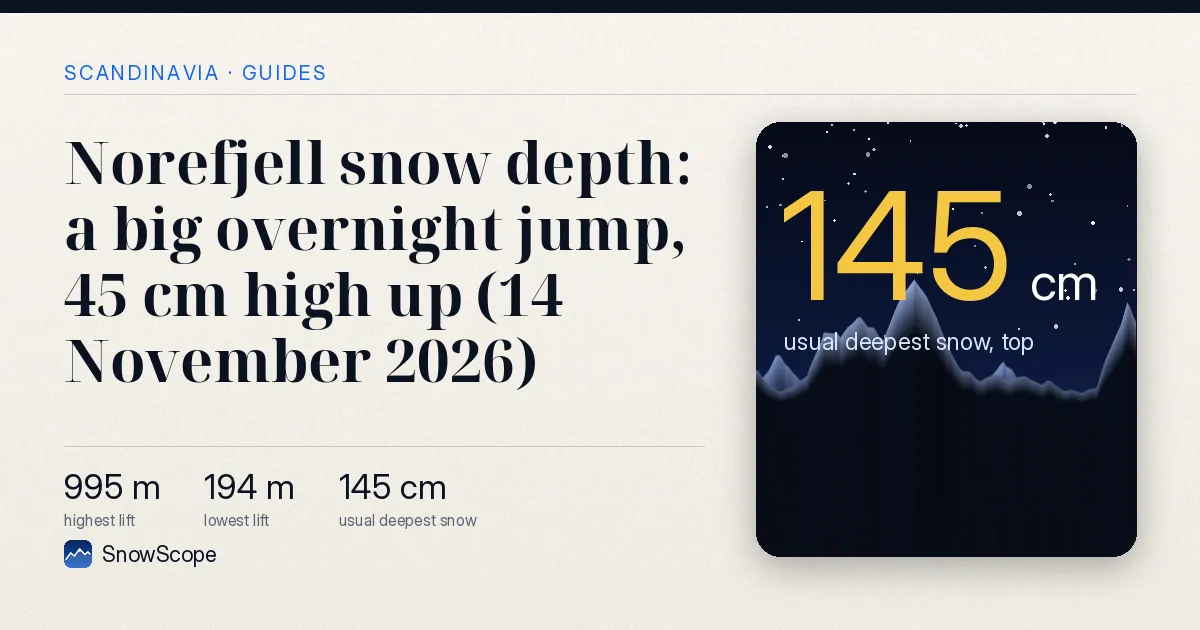 SCANDINAVIA · GUIDES
Norefjell snow depth:
a big overnight jump,
45 cm high up (14
November 2026)
995 m
highest lift
194 m
lowest lift
145 cm
usual deepest snow
SnowScope
145 cm
usual deepest snow, top